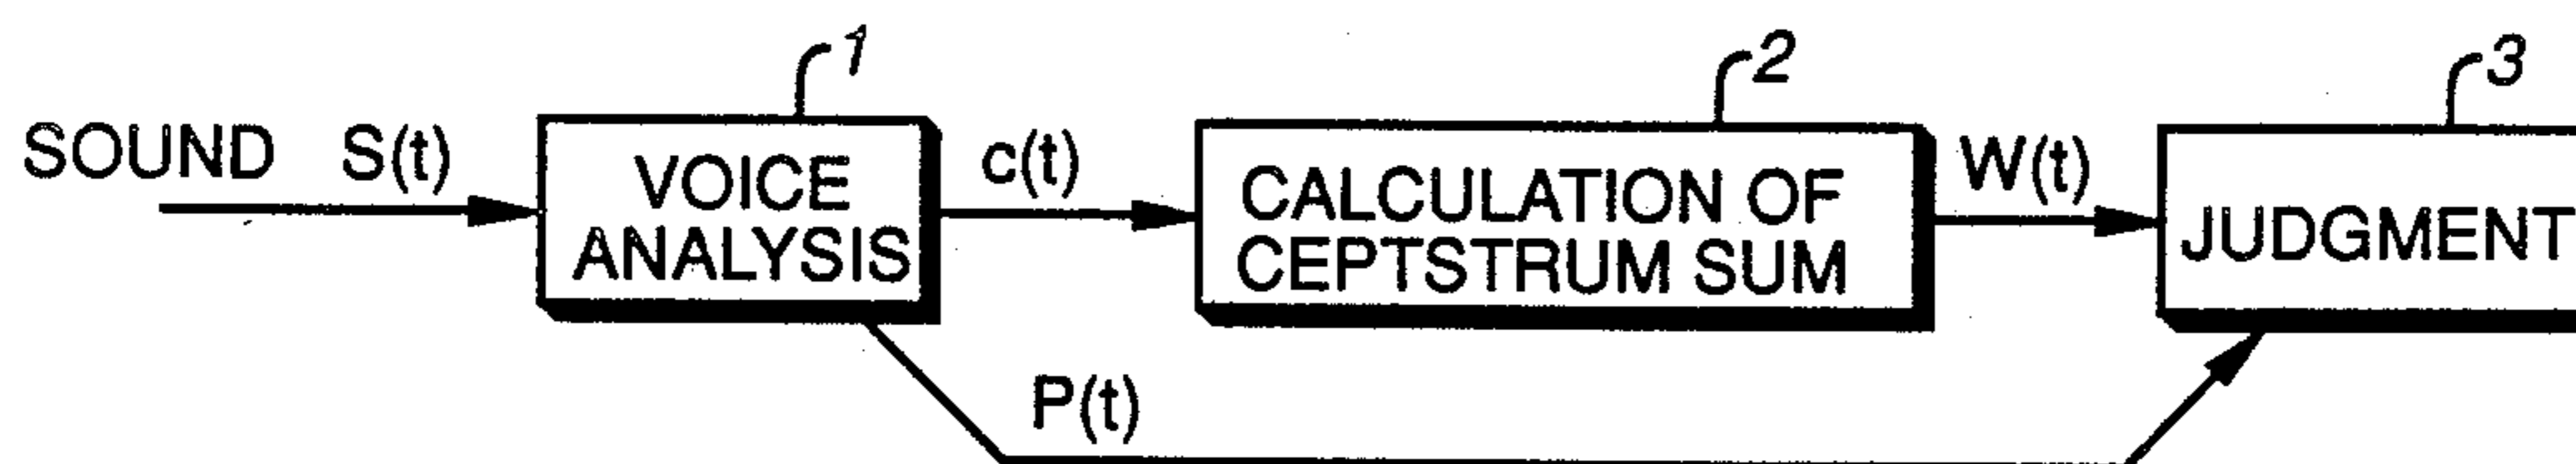 1
2
3
SOUND S(t)
VOICE
ANALYSIS
c(t)
CALCULATION OF
CEPTSTRUM SUM
W(t)
JUDGMENT
P(t)